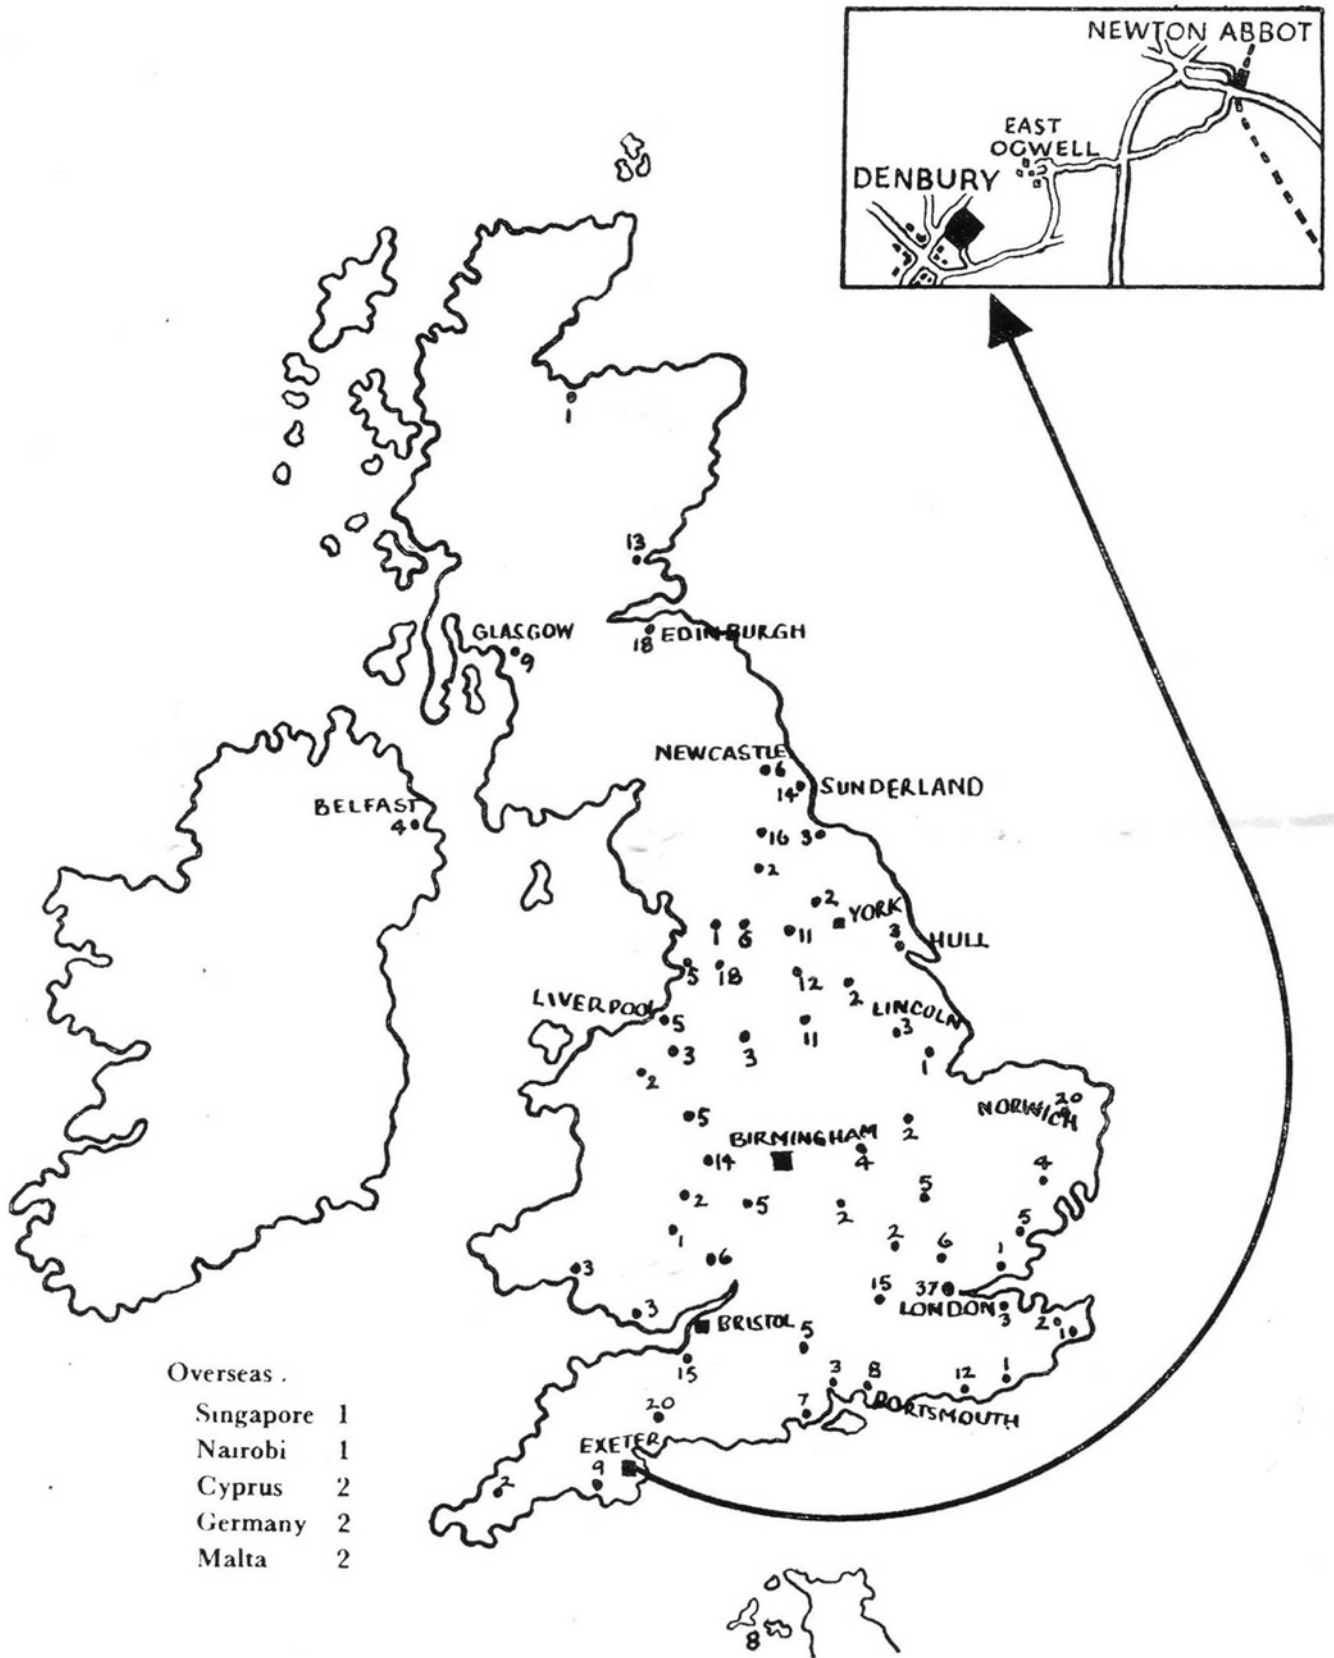 NEWTON ABBOT
EAST
OGWELL
DENBURY
1
13
GLASGOW
9
18
EDINBURGH
NEWCASTLE
6
14
SUNDERLAND
BELFAST
4
16
3
2
2
YORK
1
6
11
3
HULL
5
18
12
2
LIVERPOOL
5
LINCOLN
3
3
3
11
1
2
20
NORWICH
5
2
BIRMINGHAM
14
4
4
2
5
2
5
1
2
6
5
6
1
3
15
37
LONDON
3
3
2
1
BRISTOL
5
15
3
8
12
1
PORTSMOUTH
7
20
EXETER
9
2
8
Overseas.
Singapore 1
Nairobi 1
Cyprus 2
Germany 2
Malta 2